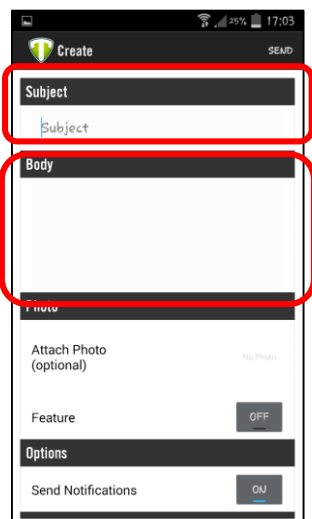 25% 17:03
Create SEND
Subject
Subject
Body
Photo
Attach Photo
(optional) No Photo
Feature OFF
Options
Send Notifications ON